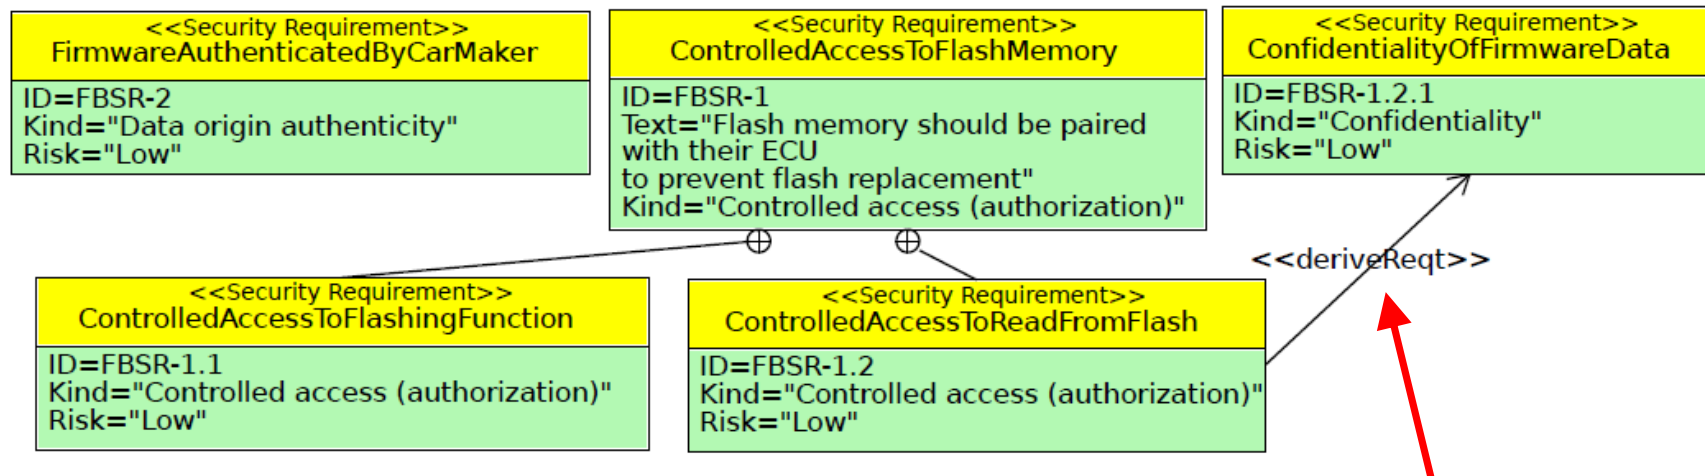 <<Security Requirement>>
FirmwareAuthenticatedByCarMaker
ID=FBSR-2
Kind="Data origin authenticity"
Risk="Low"
<<Security Requirement>>
ControlledAccessToFlashMemory
ID=FBSR-1
Text="Flash memory should be paired
with their ECU
to prevent flash replacement"
Kind="Controlled access (authorization)"
<<Security Requirement>>
ConfidentialityOfFirmwareData
ID=FBSR-1.2.1
Kind="Confidentiality"
Risk="Low"
<<deriveReqt>>
<<Security Requirement>>
ControlledAccessToFlashingFunction
ID=FBSR-1.1
Kind="Controlled access (authorization)"
Risk="Low"
<<Security Requirement>>
ControlledAccessToReadFromFlash
ID=FBSR-1.2
Kind="Controlled access (authorization)"
Risk="Low"